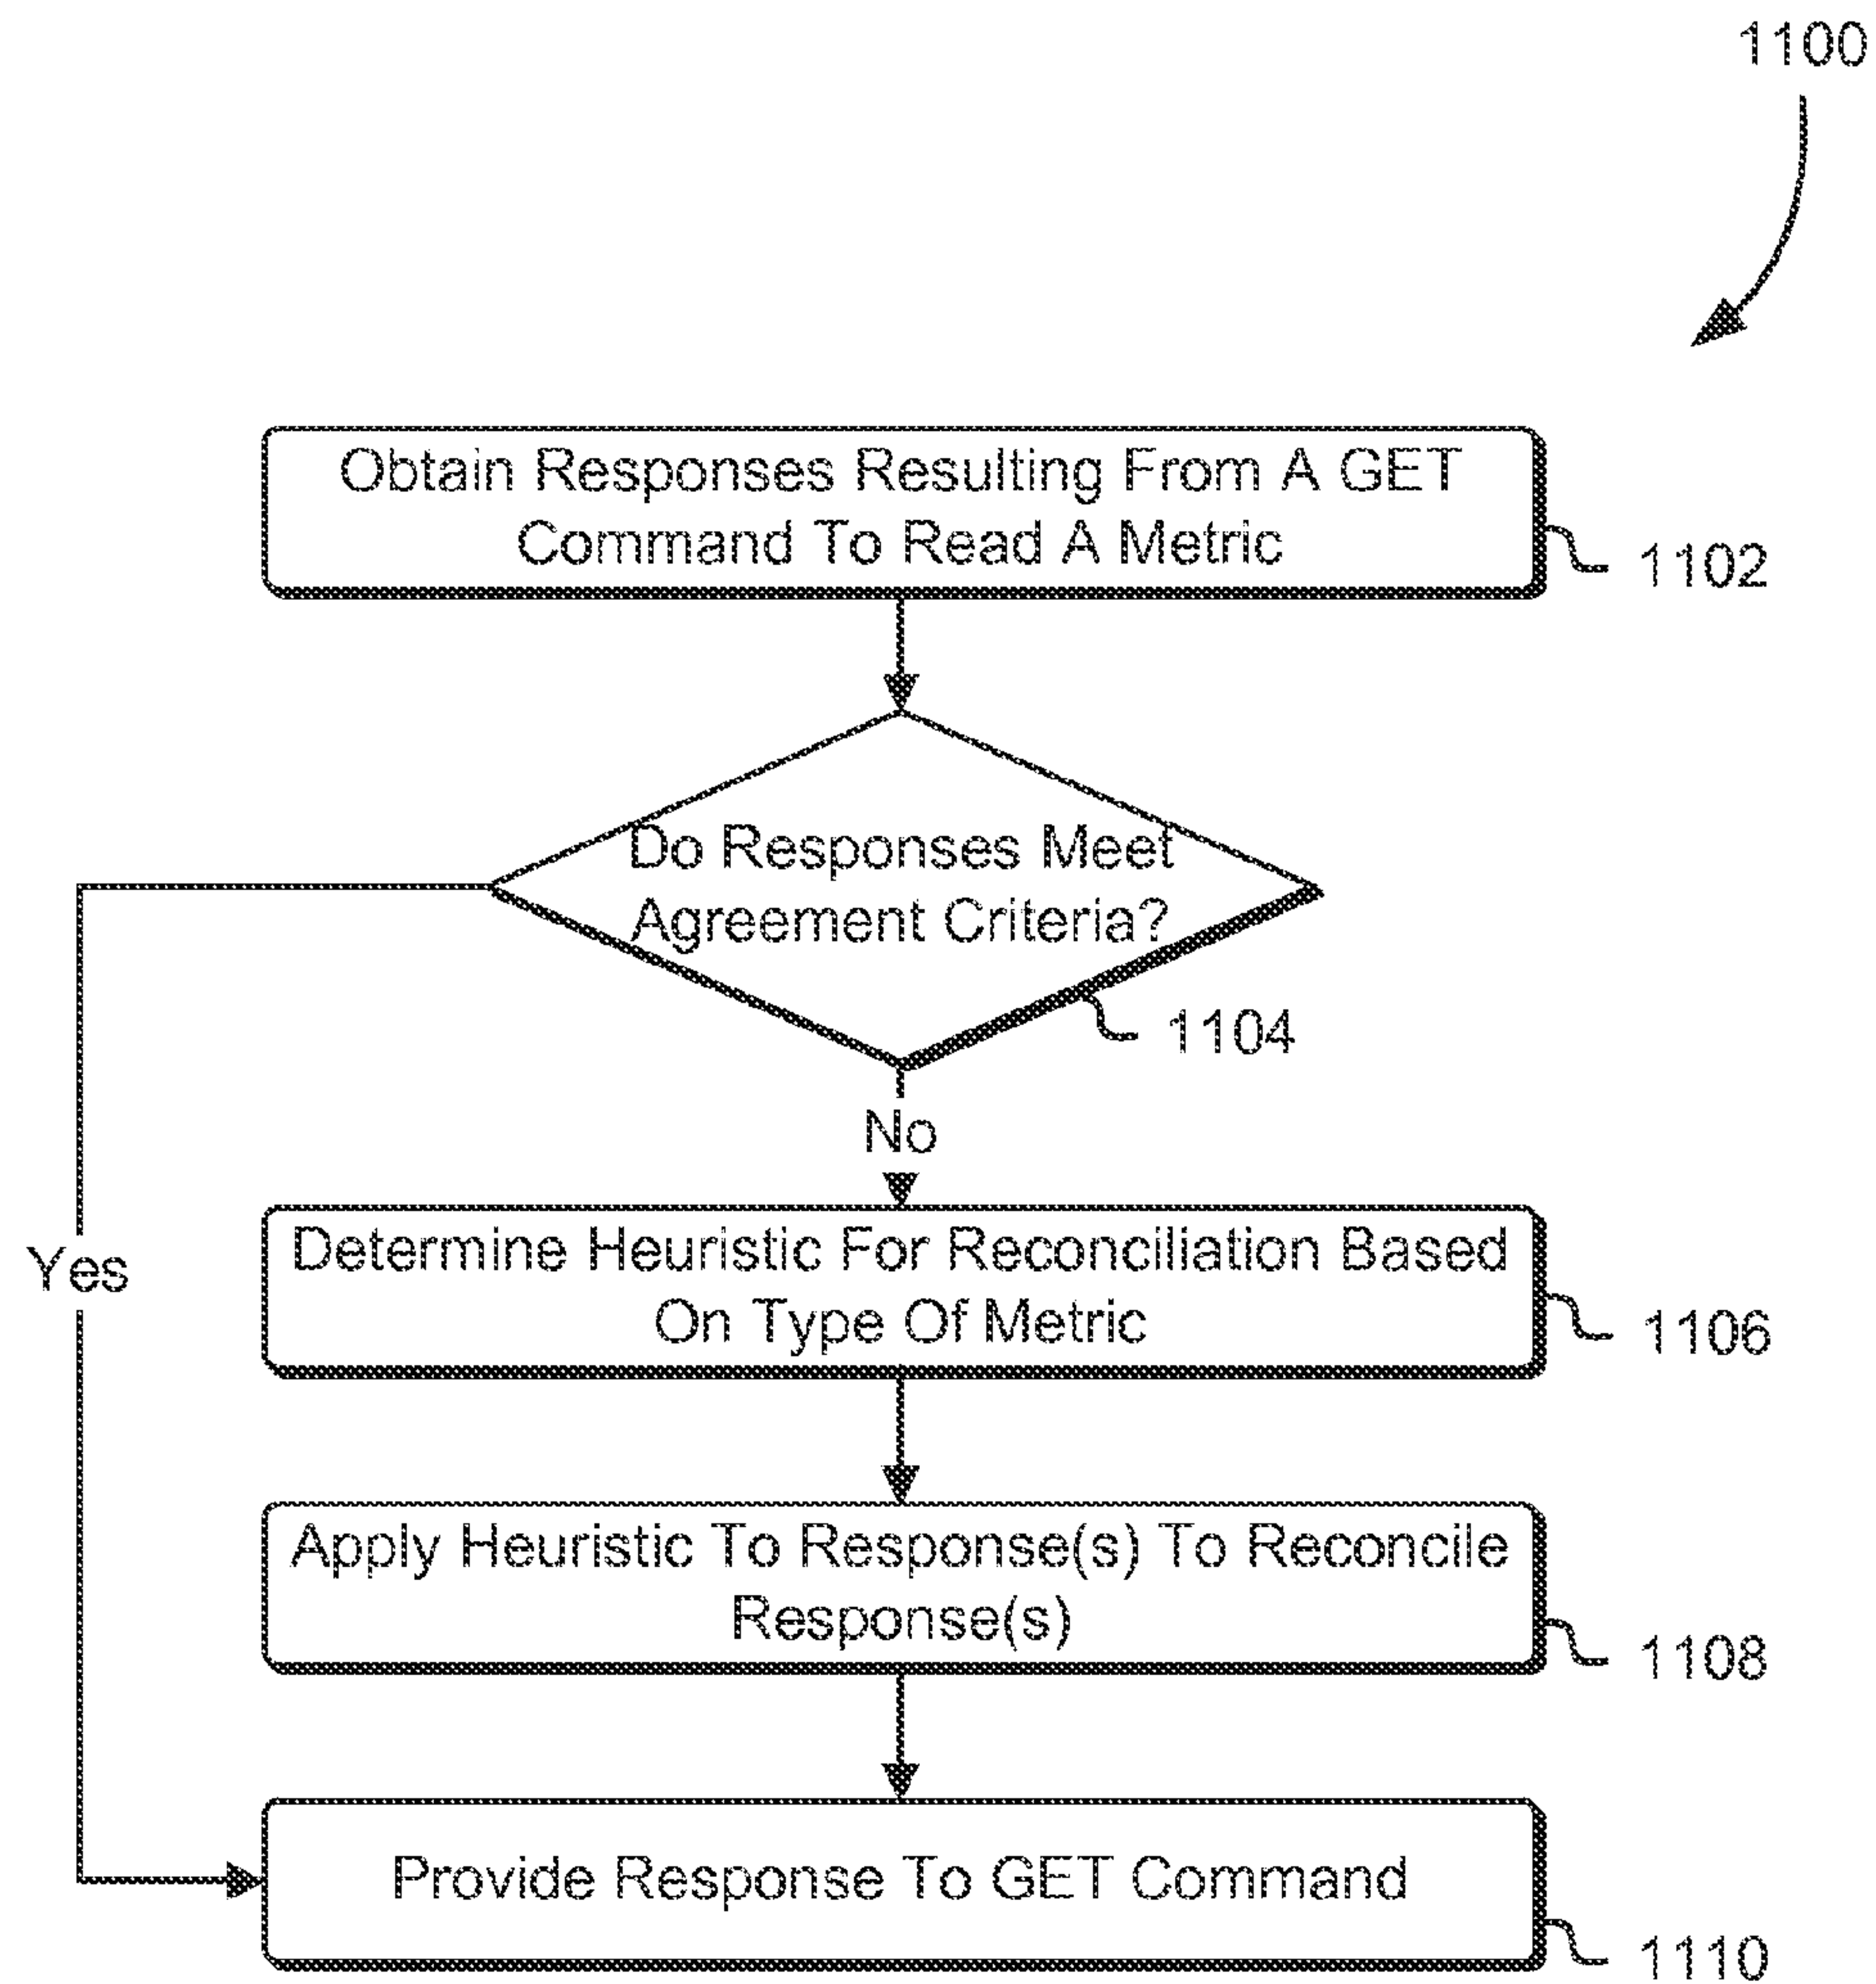 1100
Obtain Responses Resulting From A GET
Command To Read A Metric
1102
Do Responses Meet
Agreement Criteria?
1104
No
Yes
Determine Heuristic For Reconciliation Based
On Type Of Metric
1106
Apply Heuristic To Response(s) To Reconcile
Response(s)
1108
Provide Response To GET Command
1110